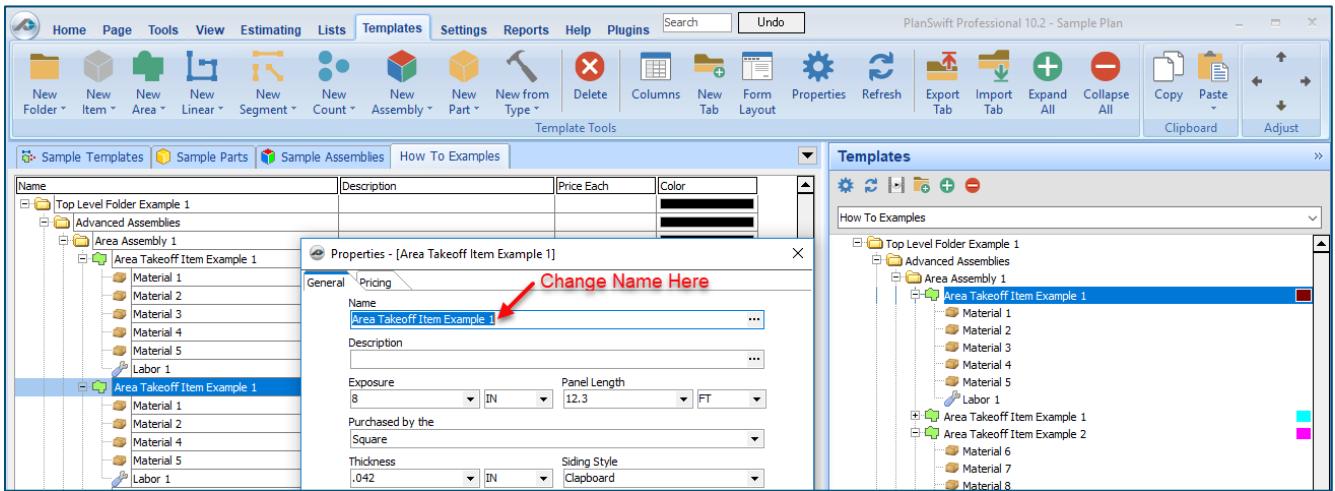 Home Page Tools View Estimating Lists Templates Settings Reports Help Plugins Search Undo PlanSwift Professional 10.2 - Sample Plan
New Folder
New Item
New Area
New Linear
New Segment
New Count
New Assembly
New Part
New from Type
Delete
Columns
New Tab
Form Layout
Properties
Refresh
Export Tab
Import Tab
Expand All
Collapse All
Copy
Paste
Template Tools
Clipboard
Adjust
Sample Templates Sample Parts Sample Assemblies How To Examples
Name Description Price Each Color
Top Level Folder Example 1
Advanced Assemblies
Area Assembly 1
Area Takeoff Item Example 1
Material 1
Material 2
Material 3
Material 4
Material 5
Labor 1
Area Takeoff Item Example 1
Material 1
Material 2
Material 4
Material 5
Labor 1
Properties - [Area Takeoff Item Example 1]
General Pricing
Change Name Here
Name
Area Takeoff Item Example 1
Description
Exposure Panel Length
8 IN 12.3 FT
Purchased by the
Square
Thickness Siding Style
.042 IN Clapboard
Templates
How To Examples
Top Level Folder Example 1
Advanced Assemblies
Area Assembly 1
Area Takeoff Item Example 1
Material 1
Material 2
Material 3
Material 4
Material 5
Labor 1
Area Takeoff Item Example 1
Area Takeoff Item Example 2
Material 6
Material 7
Material 8